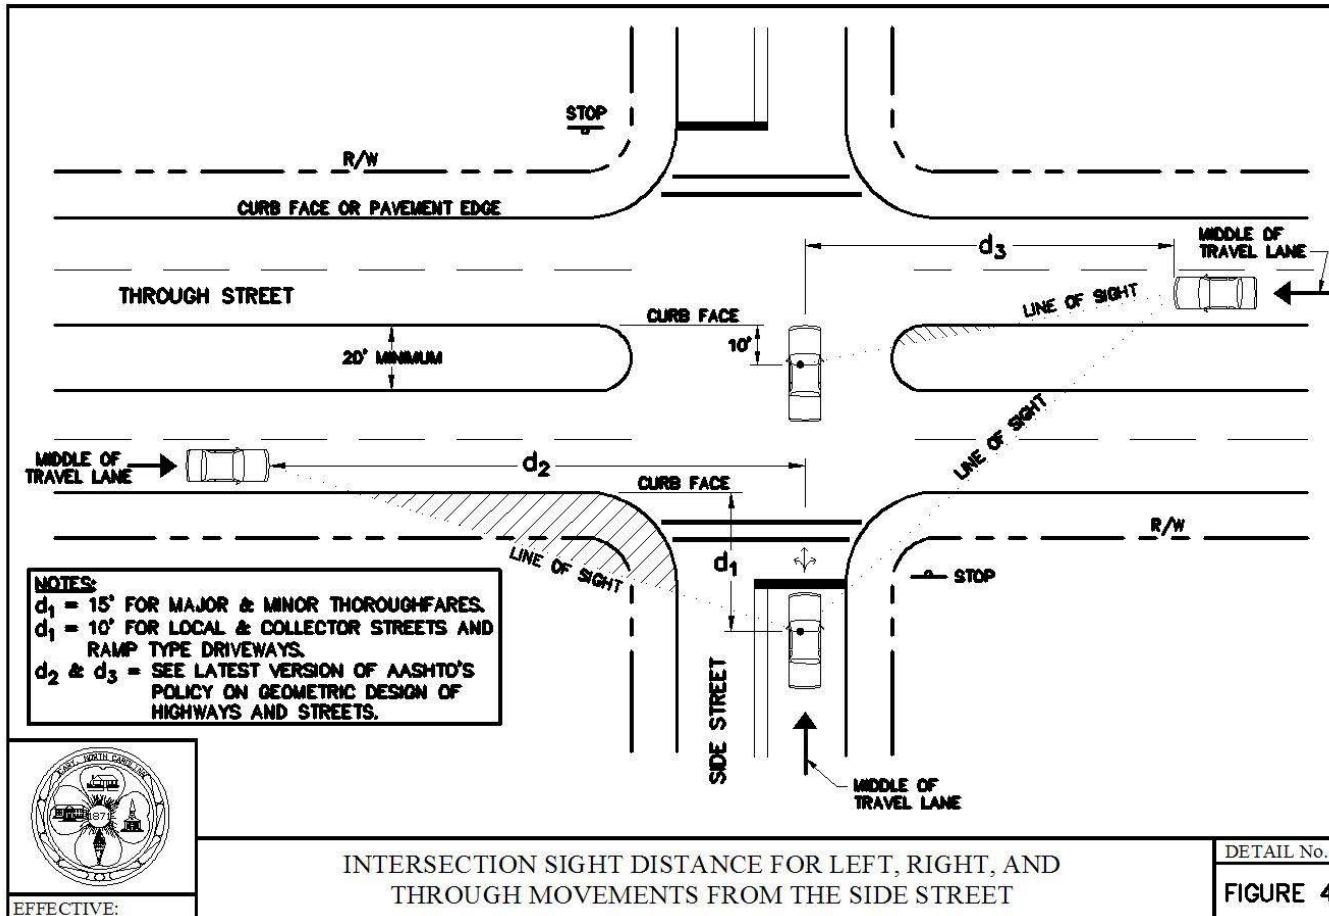 STOP
R/W
CURB FACE OR PAVEMENT EDGE
d3
MIDDLE OF
TRAVEL LANE
THROUGH STREET
LINE OF SIGHT
CURB FACE
10'
20' MINIMUM
LINE OF SIGHT
MIDDLE OF
TRAVEL LANE
d2
CURB FACE
R/W
d1
LINE OF SIGHT
STOP
NOTES:
d1 = 15' FOR MAJOR & MINOR THOROUGHFARES.
d1 = 10' FOR LOCAL & COLLECTOR STREETS AND
RAMP TYPE DRIVEWAYS.
d2 & d3 = SEE LATEST VERSION OF AASHTO'S
POLICY ON GEOMETRIC DESIGN OF
HIGHWAYS AND STREETS.
SIDE STREET
MIDDLE OF
TRAVEL LANE
CARY, NORTH CAROLINA
1871
INTERSECTION SIGHT DISTANCE FOR LEFT, RIGHT, AND
THROUGH MOVEMENTS FROM THE SIDE STREET
DETAIL No.
FIGURE 4
EFFECTIVE: